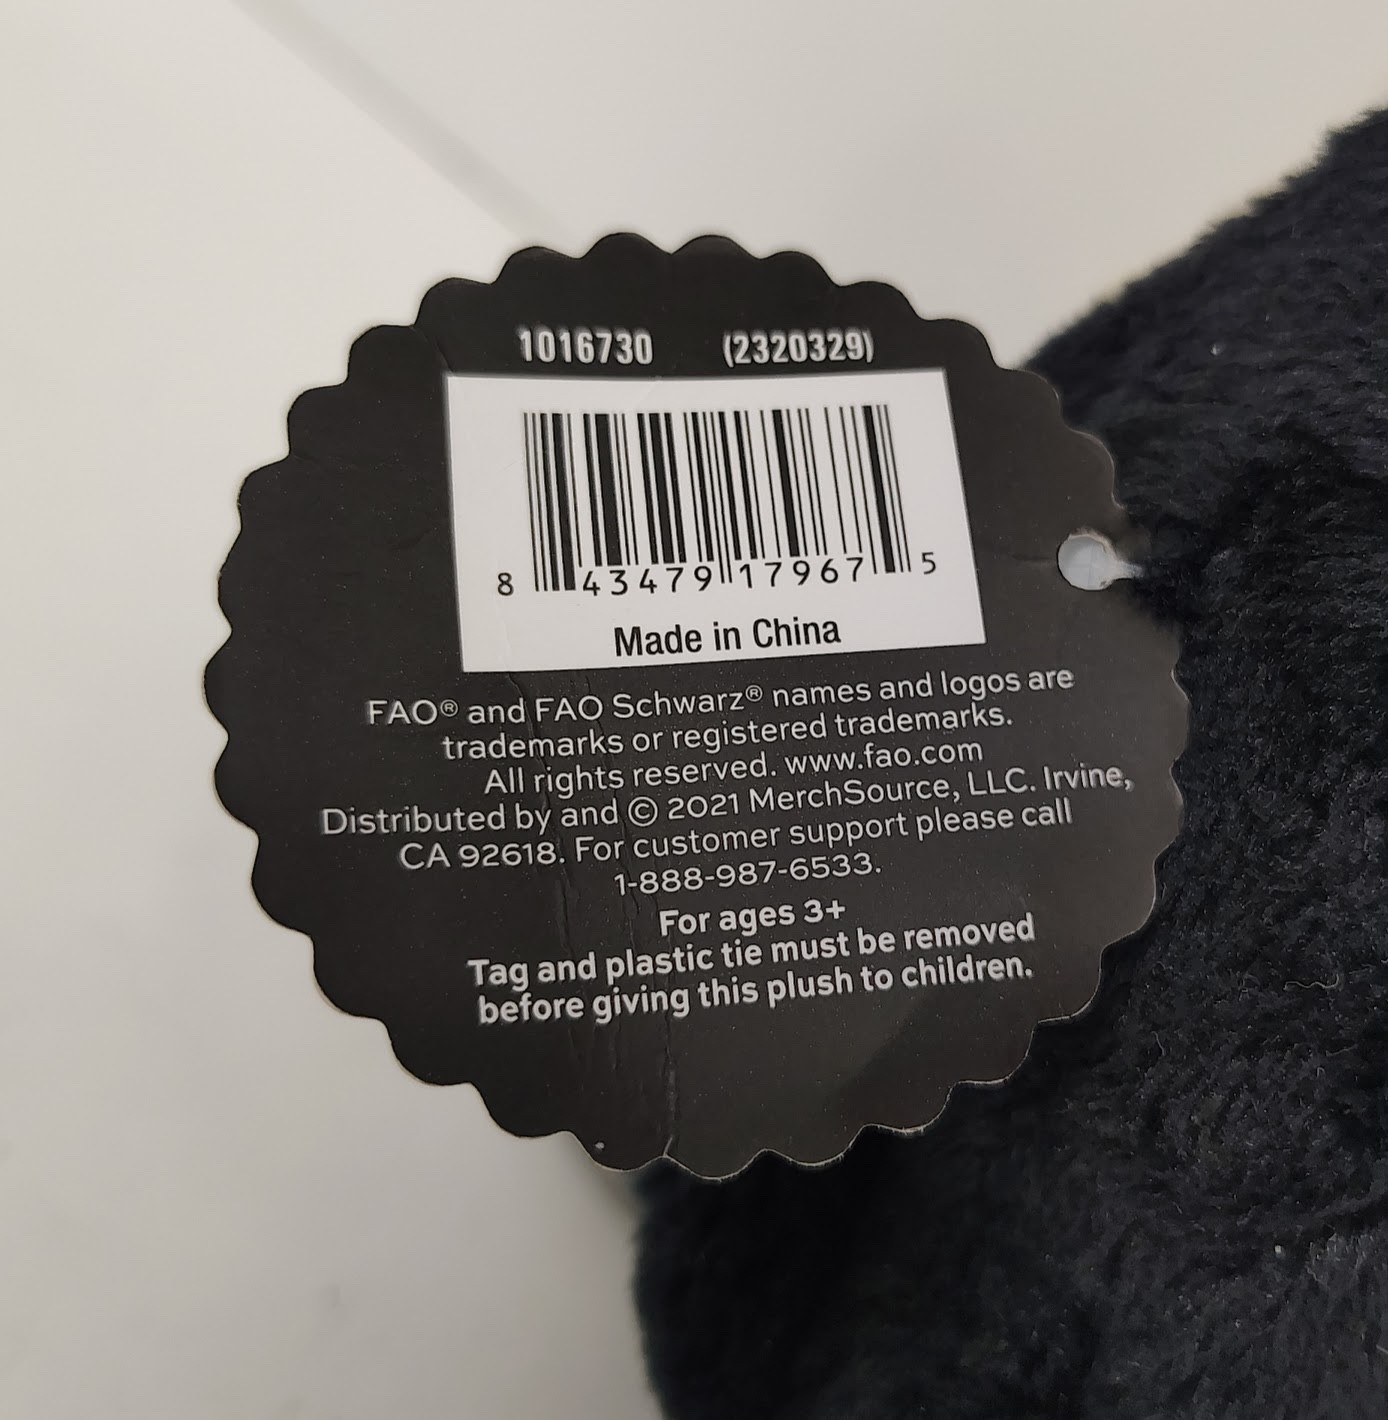 1016730 (2320329)
8 43479 17967 5
Made in China
FAO® and FAO Schwarz® names and logos are
trademarks or registered trademarks.
All rights reserved. www.fao.com
Distributed by and © 2021 MerchSource, LLC. Irvine,
CA 92618. For customer support please call
1-888-987-6533.
For ages 3+
Tag and plastic tie must be removed
before giving this plush to children.